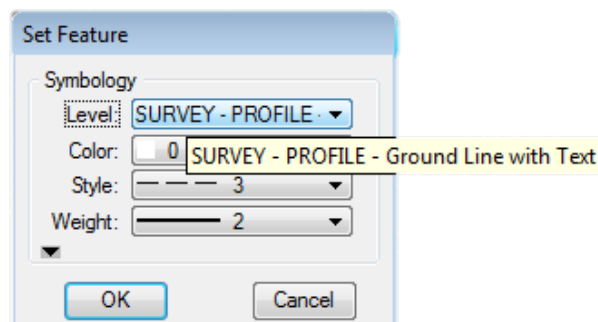 Set Feature
Symbology
Level: SURVEY - PROFILE -
Color: 0
SURVEY - PROFILE - Ground Line with Text
Style: 3
Weight: 2
OK Cancel